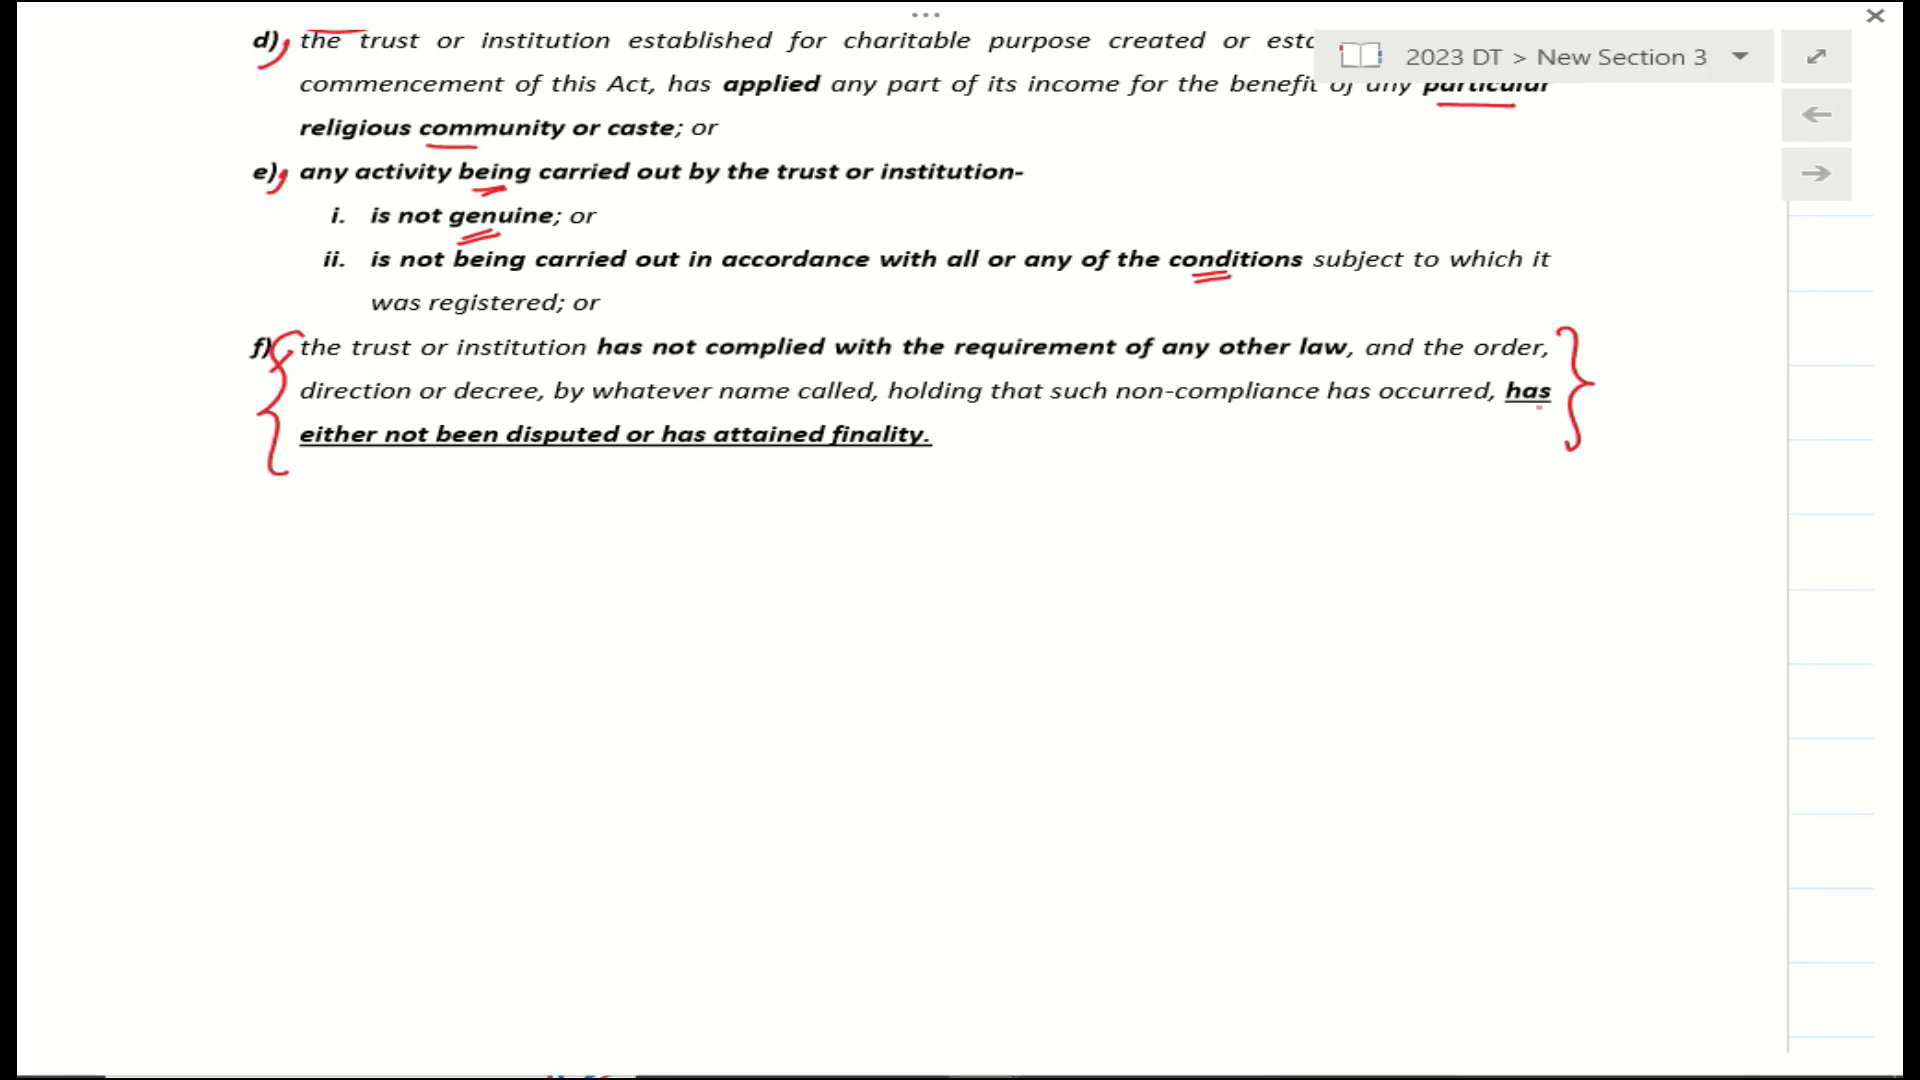 d) the trust or institution established for charitable purpose created or
2023 DT > New Section 3
commencement of this Act, has applied any part of its income for the benefit of any particular
religious community or caste; or
e) any activity being carried out by the trust or institution-
i. is not genuine; or
ii. is not being carried out in accordance with all or any of the conditions subject to which it
was registered; or
f) the trust or institution has not complied with the requirement of any other law, and the order,
direction or decree, by whatever name called, holding that such non-compliance has occurred, has
either not been disputed or has attained finality.